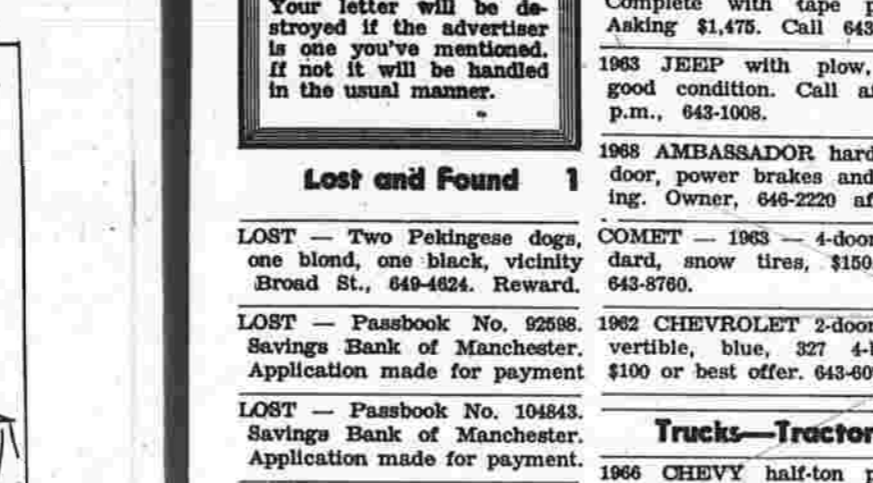 Your letter will be de-
stroyed if the advertiser
is one you've mentioned.
If not it will be handled
in the usual manner.
Lost and Found 1
LOST — Two Pekingese dogs,
one blond, one black, vicinity
Broad St., 649-4624. Reward.
LOST — Passbook No. 92598.
Savings Bank of Manchester.
Application made for payment
LOST — Passbook No. 104843.
Savings Bank of Manchester.
Application made for payment.
Complete with tape
Asking $1,475. Call 643
1963 JEEP with plow,
good condition. Call
p.m., 643-1008.
1968 AMBASSADOR hard
door, power brakes and
ing. Owner, 646-2220
COMET — 1963 — 4-door
dard, snow tires, $150
643-8760.
1962 CHEVROLET 2-door
vertible, blue, 327
$100 or best offer.
Trucks—Tractor
1966 CHEVY half-ton